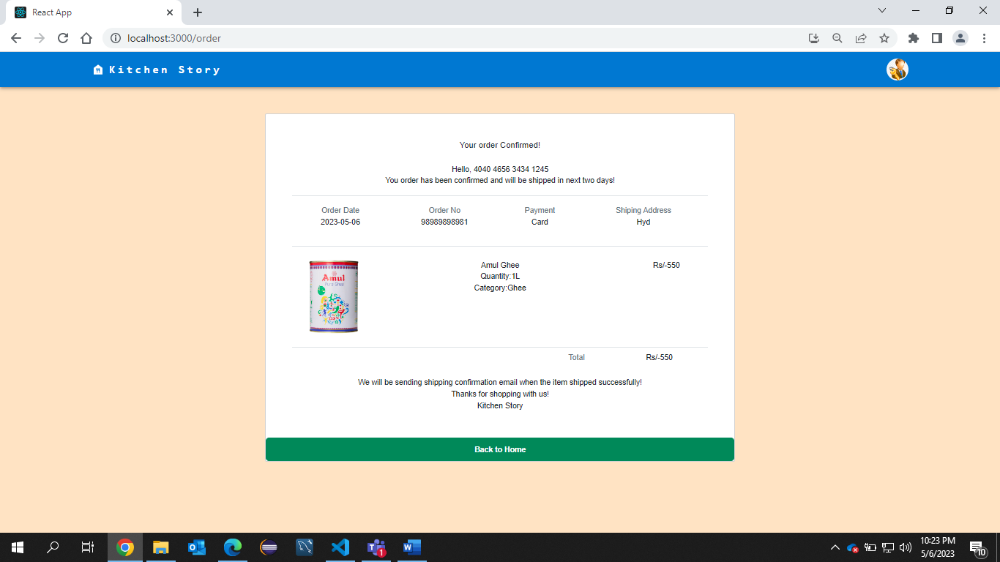 React App
localhost:3000/order
Kitchen Story
Your order Confirmed!
Hello, 4040 4656 3434 1245
You order has been confirmed and will be shipped in next two days!
Order Date Order No Payment Shiping Address
2023-05-06 98989898981 Card Hyd
Amul Ghee Rs/-550
Quantity:1L
Category:Ghee
Amul
Pure Ghee
Total Rs/-550
We will be sending shipping confirmation email when the item shipped successfully!
Thanks for shopping with us!
Kitchen Story
Back to Home
1
10:23 PM
5/6/2023
10